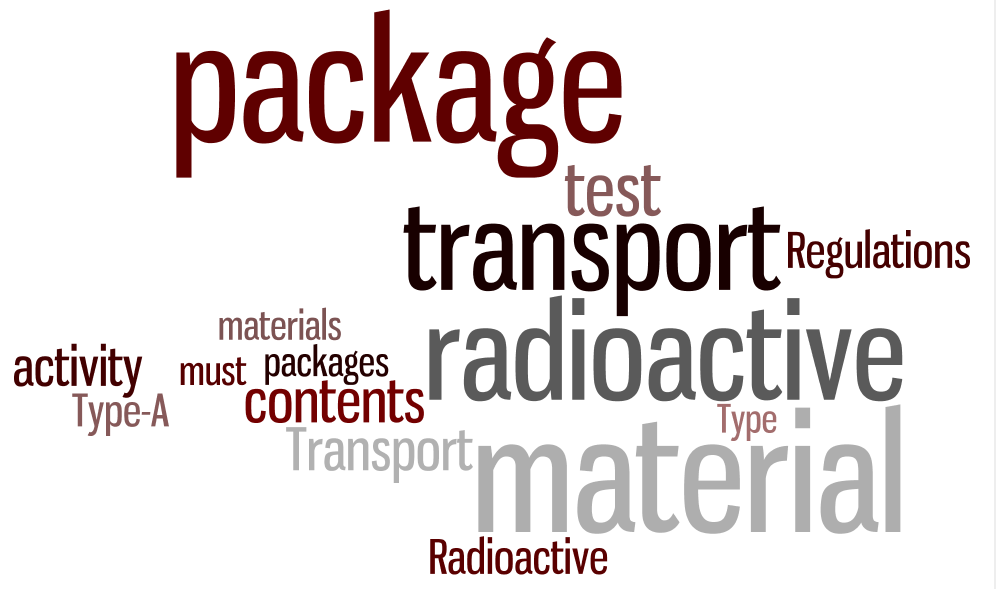 package
test
transport
Regulations
radioactive
materials
activity
must
packages
contents
Type-A
Type
Transport
material
Radioactive